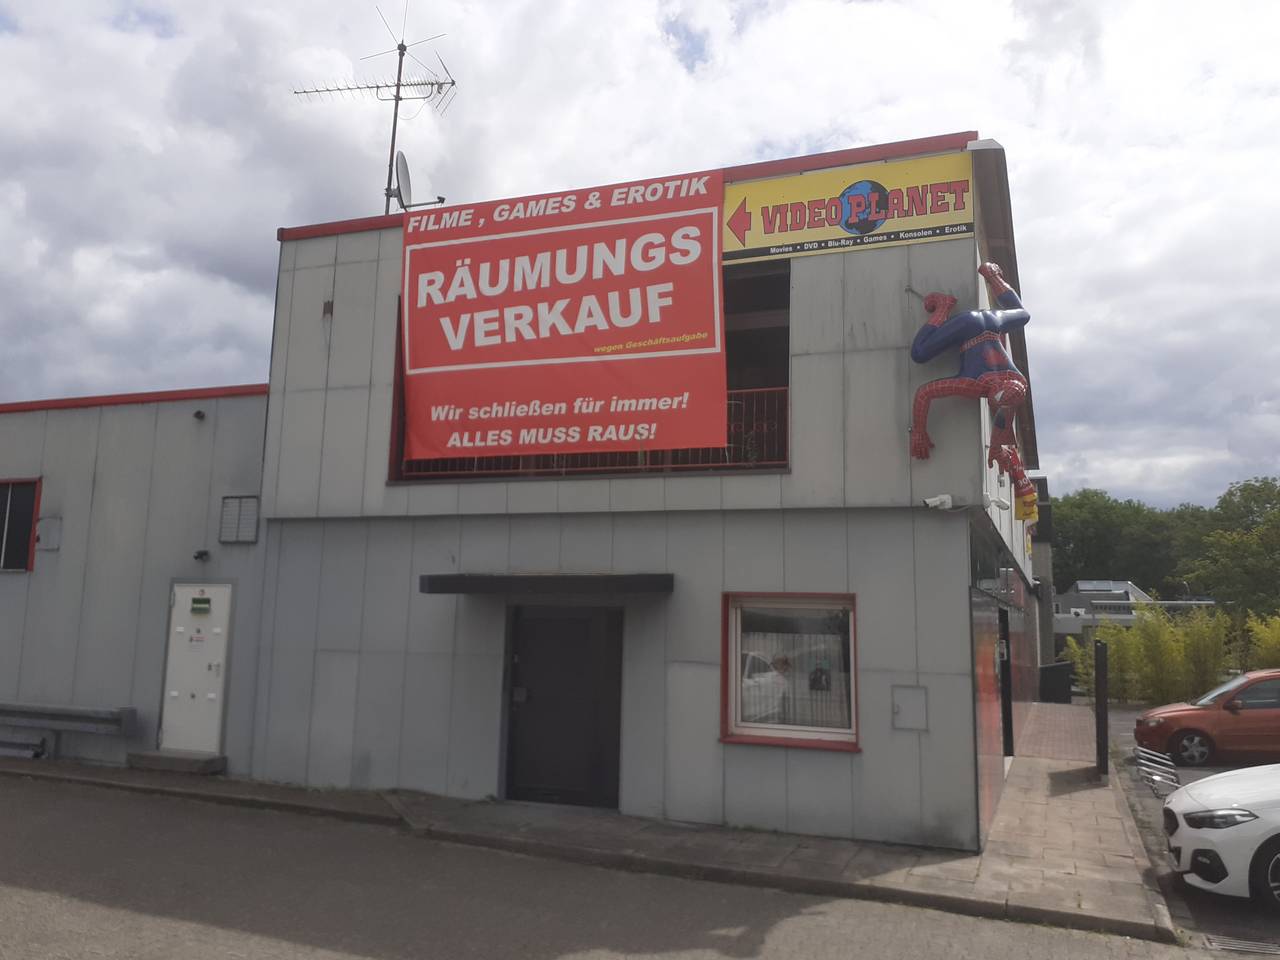 FILME , GAMES & EROTIK
RÄUMUNGS
VERKAUF
wegen Geschäftsaufgabe
Wir schließen für immer!
ALLES MUSS RAUS!
VIDEO PLANET
Movies • DVD • Blu-Ray • Games • Konsolen • Erotik